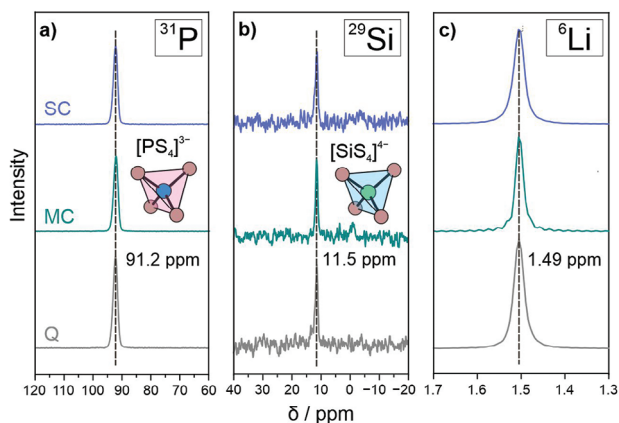 a) ³¹P
b) ²⁹Si
c) ⁶Li
SC
[PS₄]³⁻
[SiS₄]⁴⁻
Intensity
MC
91.2 ppm
11.5 ppm
1.49 ppm
Q
120 110 100 90 80 70 60
40 30 20 10 0 −10 −20
1.7 1.6 1.5 1.4 1.3
δ / ppm